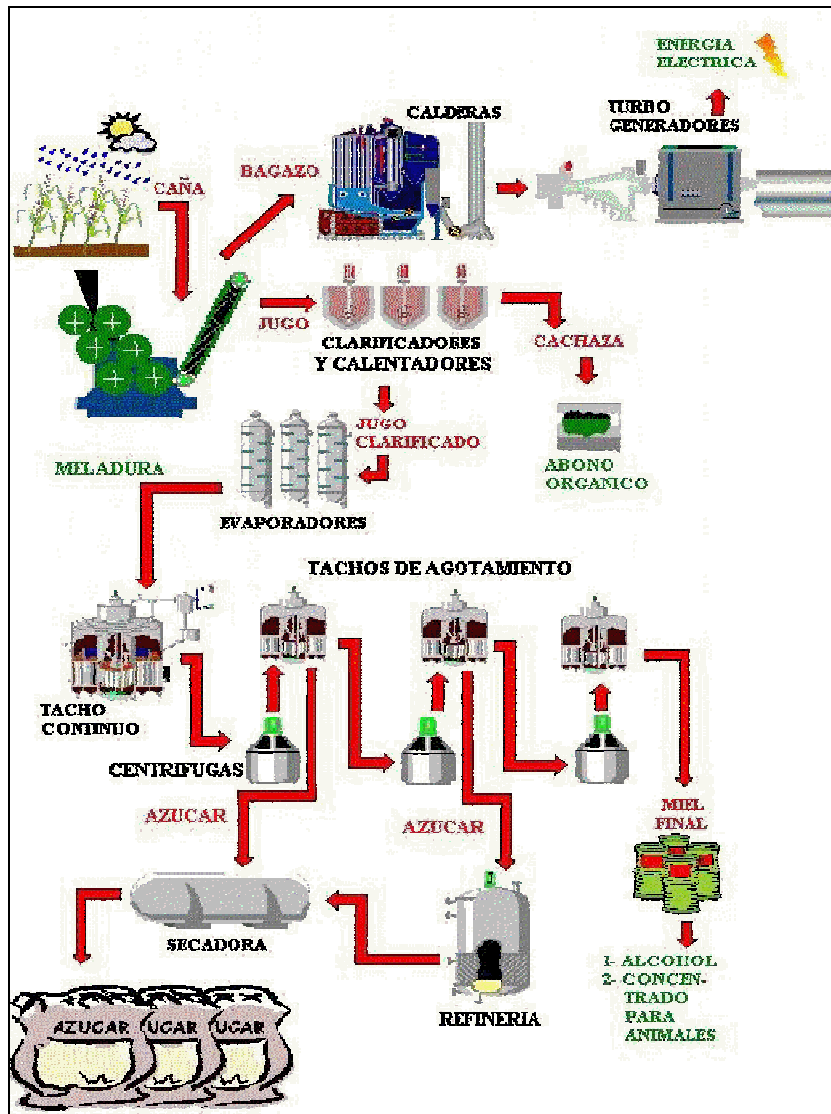 ENERGIA
ELECTRICA
CALDERAS
TURBO
GENERADORES
BAGAZO
CAÑA
JUGO
CLARIFICADORES
Y CALENTADORES
CACHAZA
JUGO
CLARIFICADO
ABONO
ORGANICO
MELADURA
EVAPORADORES
TACHOS DE AGOTAMIENTO
TACHO
CONTINUO
CENTRIFUGAS
AZUCAR
AZUCAR
MIEL
FINAL
SECADORA
REFINERIA
1- ALCOHOL
2- CONCEN-
TRADO
PARA
ANIMALES
AZUCAR
UCAR
UCAR